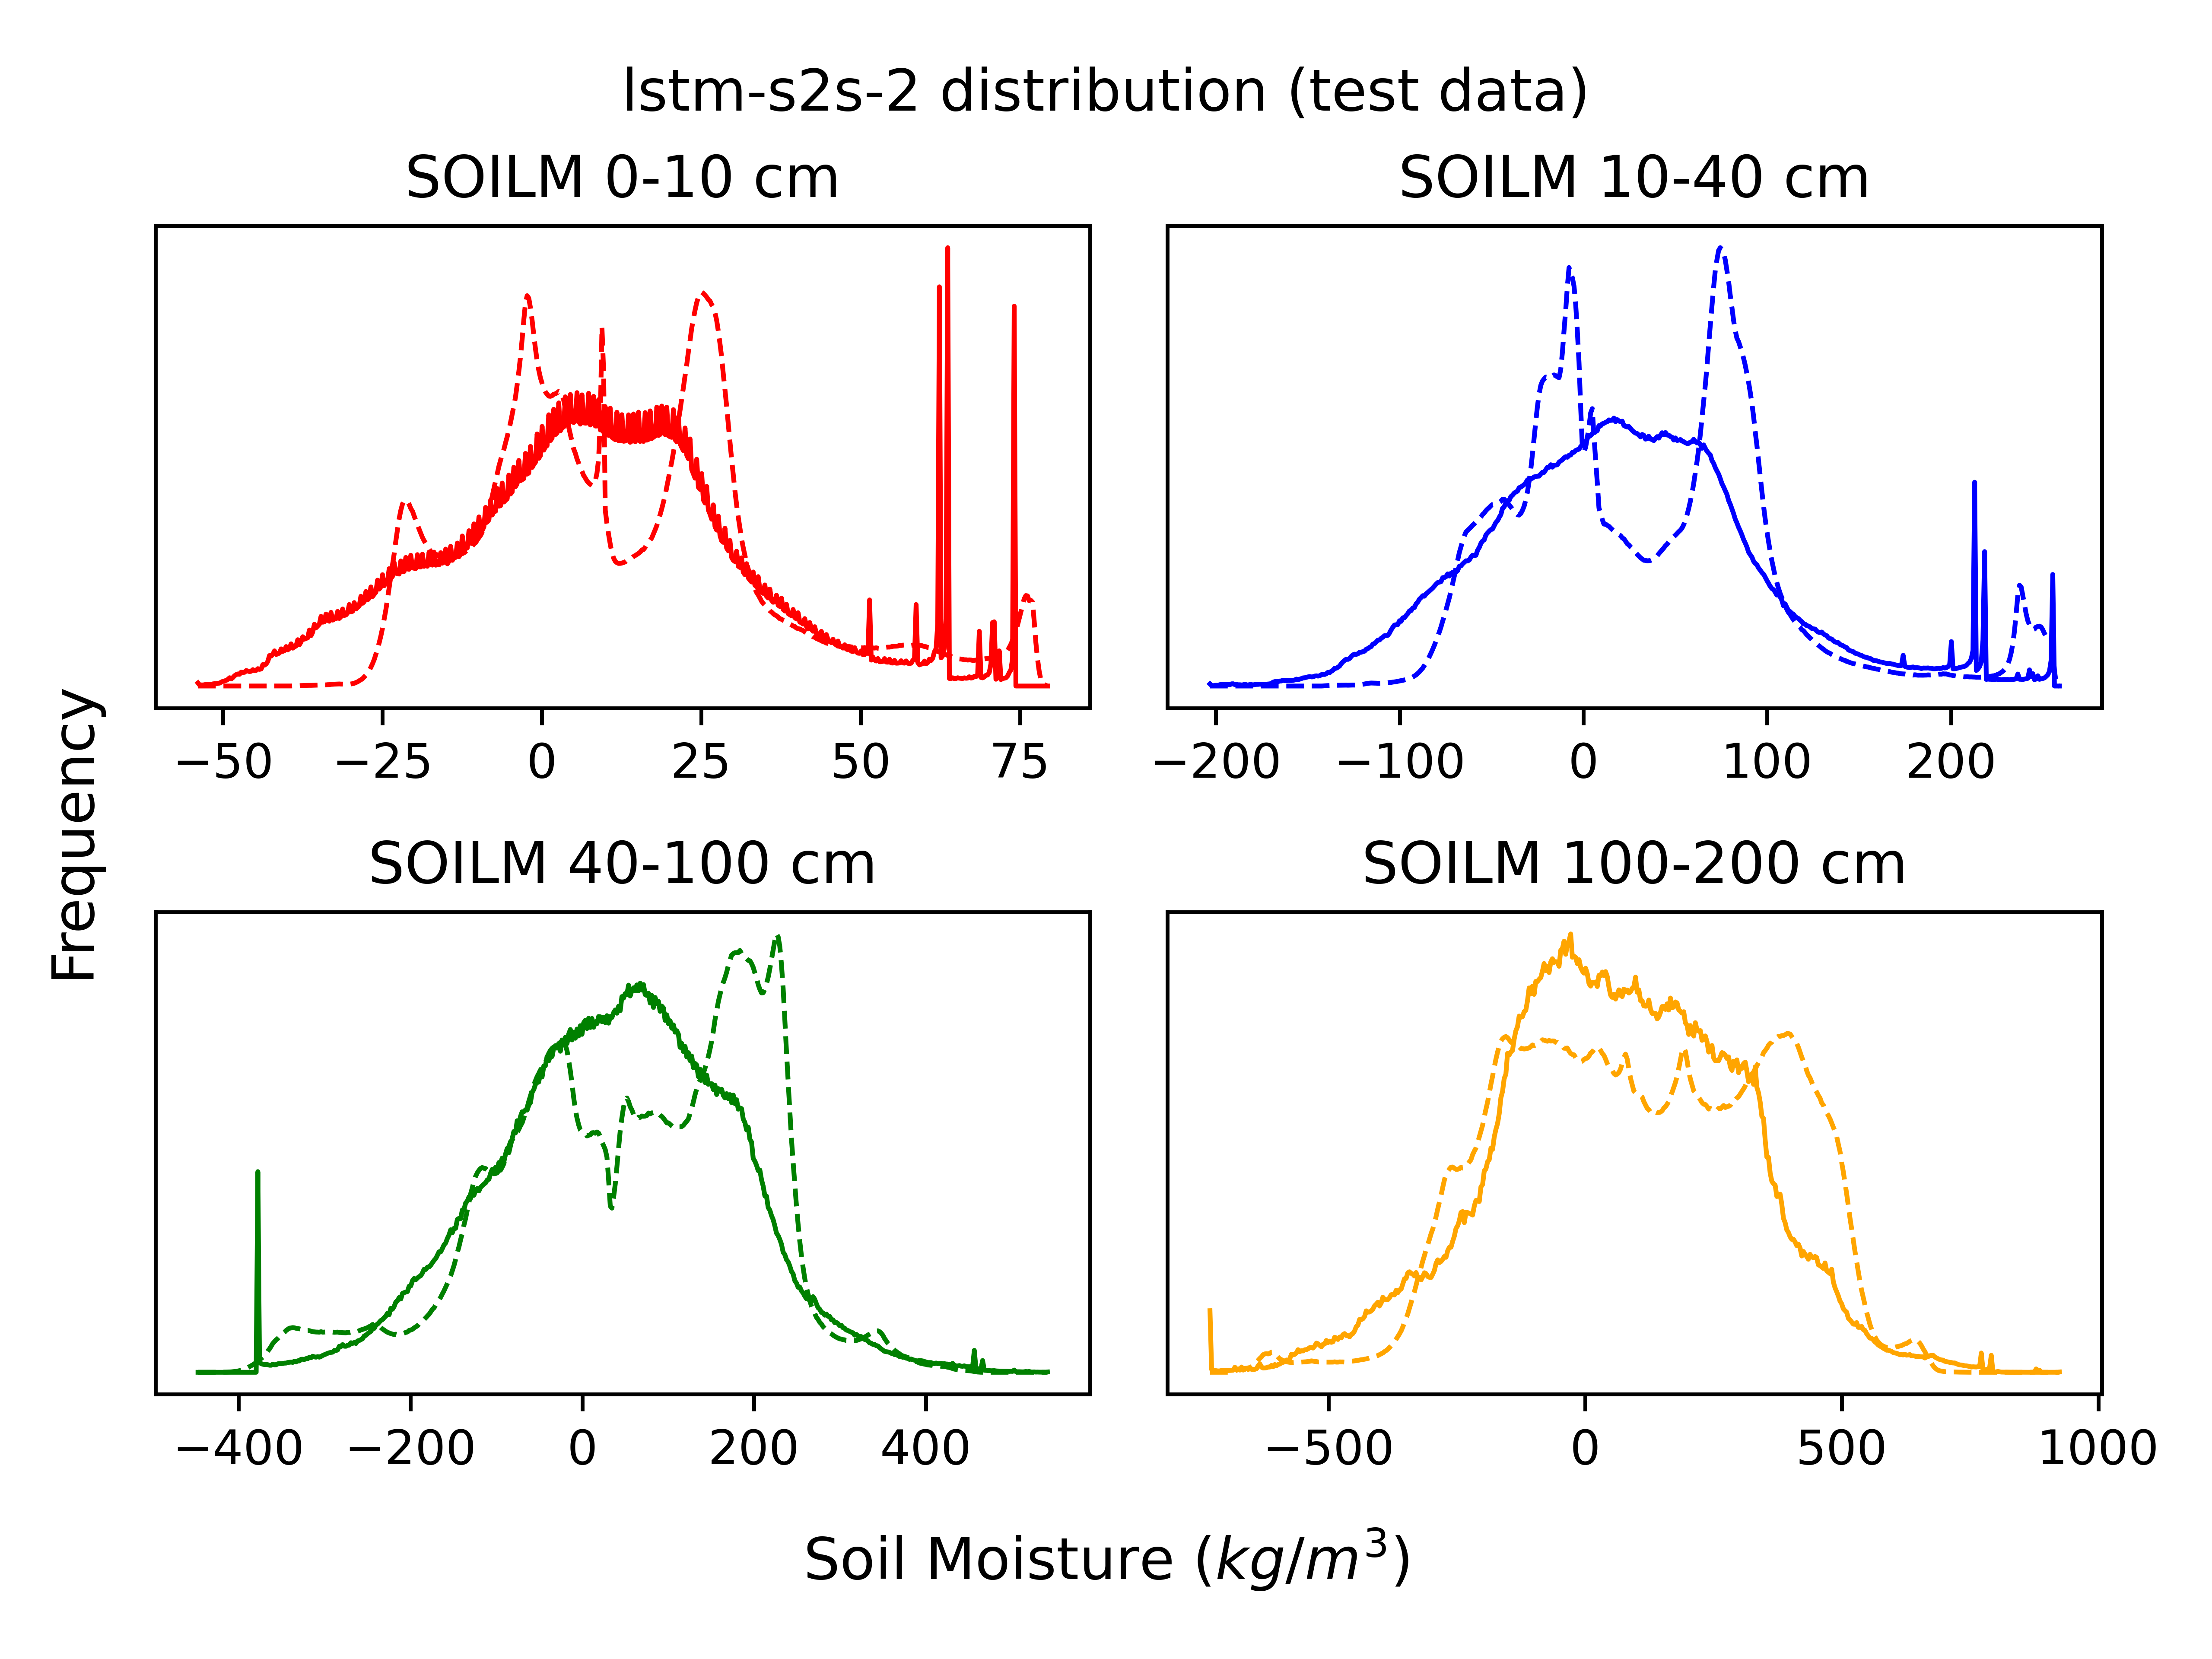 lstm-s2s-2 distribution (test data)
SOILM 0-10 cm
SOILM 10-40 cm
−50 −25 0 25 50 75
−200 −100 0 100 200
Frequency
SOILM 40-100 cm
SOILM 100-200 cm
−400 −200 0 200 400
−500 0 500 1000
Soil Moisture (kg/m³)